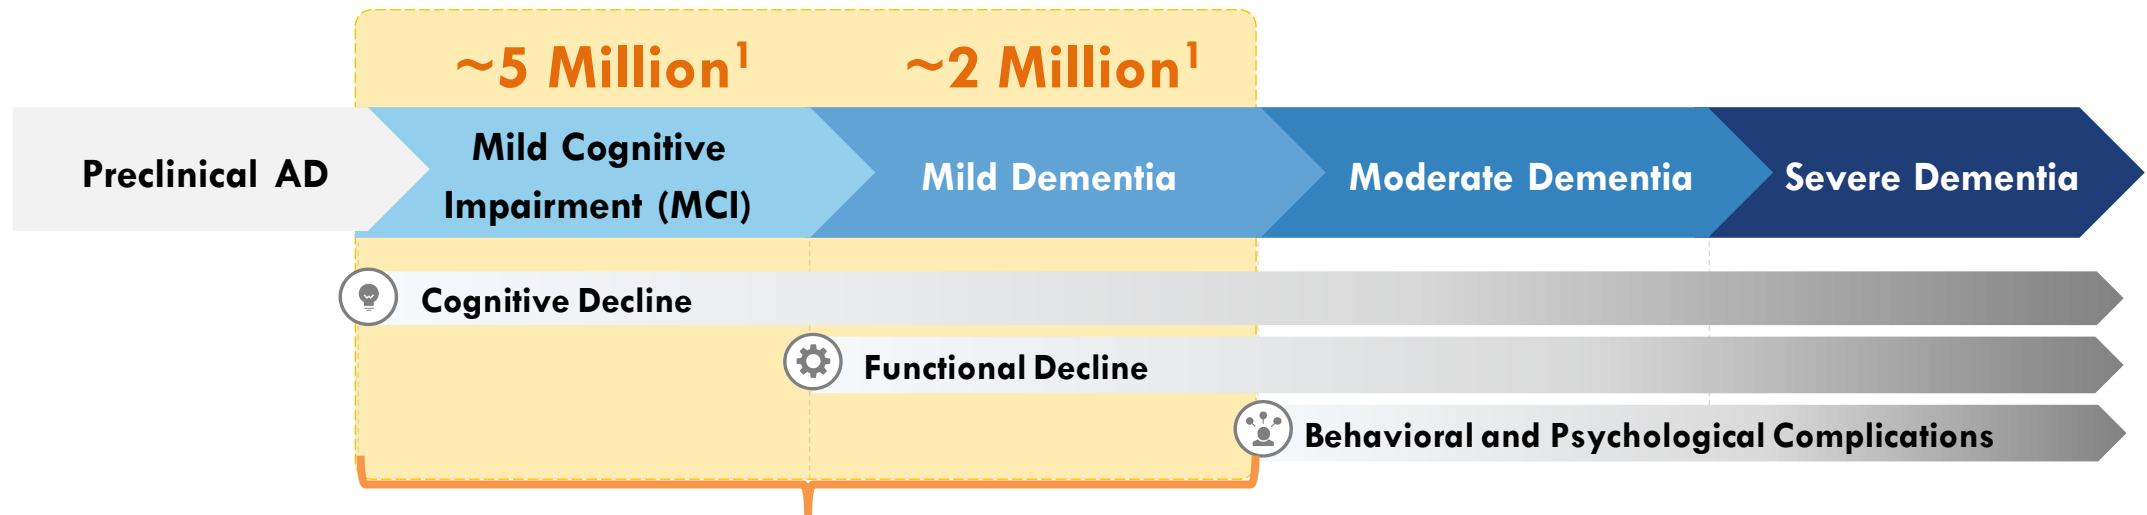 ~5 Million¹
~2 Million¹
Preclinical AD
Mild Cognitive
Impairment (MCI)
Mild Dementia
Moderate Dementia
Severe Dementia
Cognitive Decline
Functional Decline
Behavioral and Psychological Complications